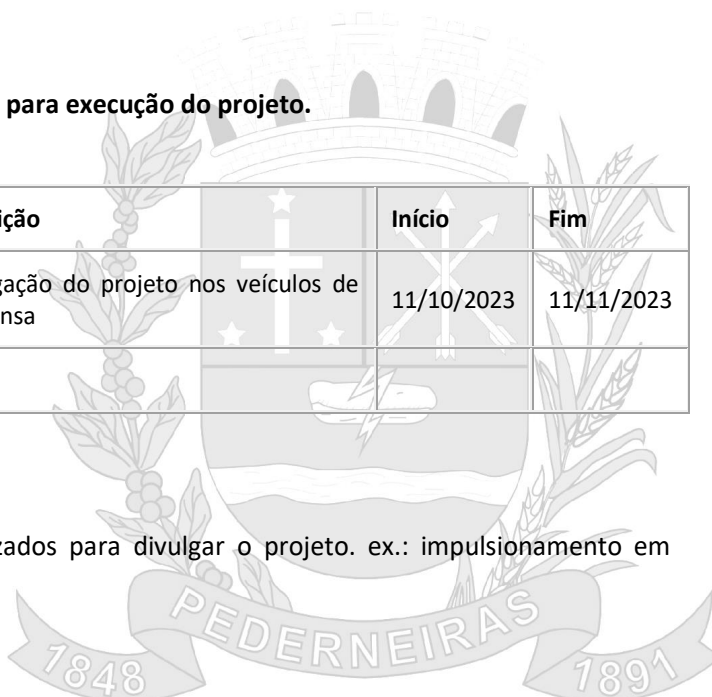 para execução do projeto.
ição Início Fim
gação do projeto nos veículos de
nsa 11/10/2023 11/11/2023
zados para divulgar o projeto. ex.: impulsionamento em
PEDERNEIRAS
1848 1891